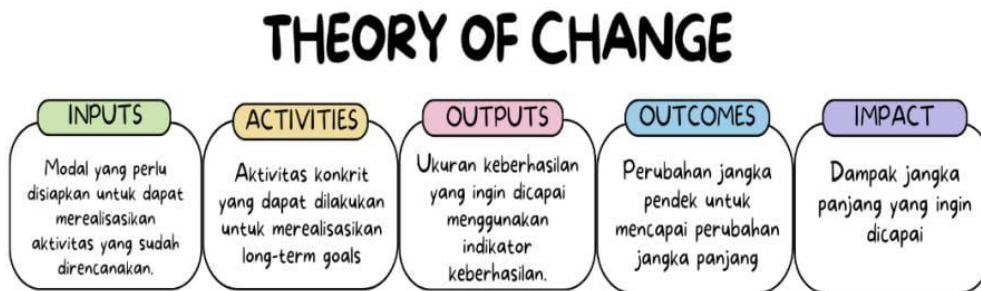 THEORY OF CHANGE
INPUTS
Modal yang perlu
disiapkan untuk dapat
merealisasikan
aktivitas yang sudah
direncanakan.
ACTIVITIES
Aktivitas konkrit
yang dapat dilakukan
untuk merealisasikan
long-term goals
OUTPUTS
Ukuran keberhasilan
yang ingin dicapai
menggunakan
indikator
keberhasilan.
OUTCOMES
Perubahan jangka
pendek untuk
mencapai perubahan
jangka panjang
IMPACT
Dampak jangka
panjang yang ingin
dicapai